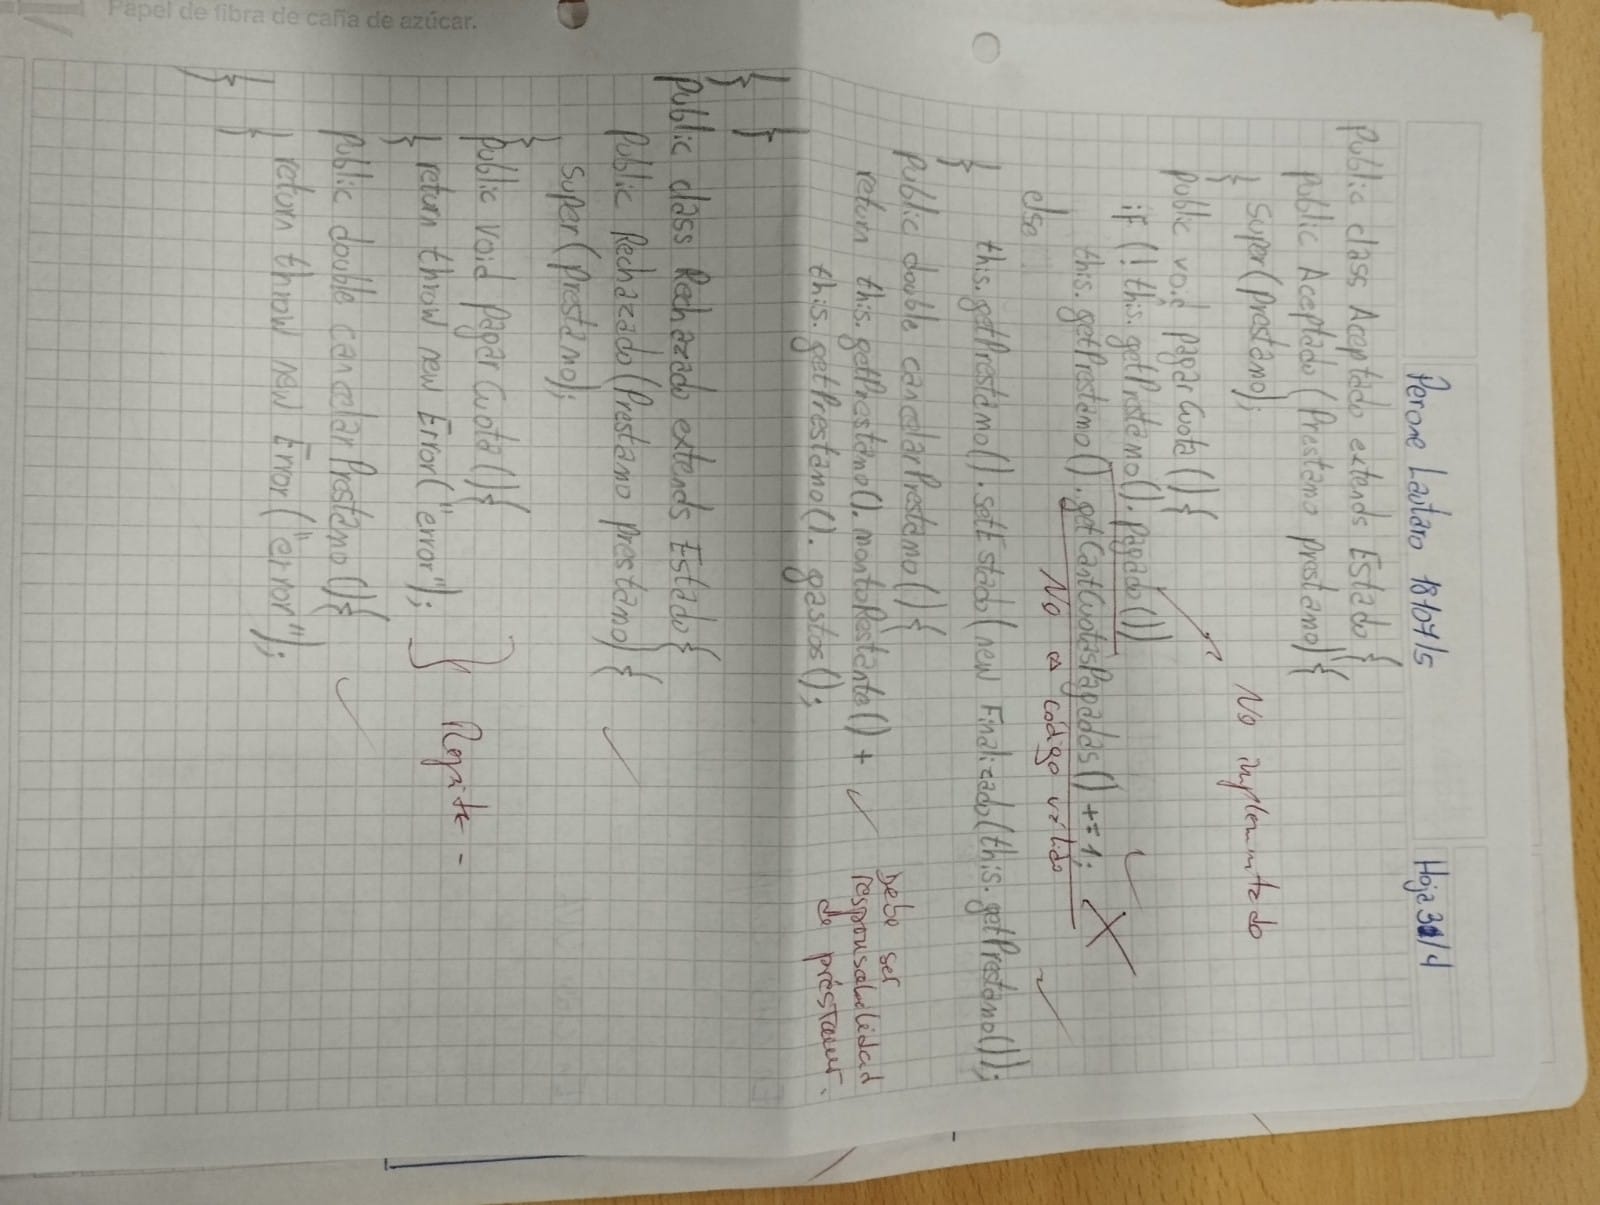 Perone Lautaro 18107/5
Hoja 3/4
public class Aceptado extends Estado {
public Aceptado (Prestamo prestamo) {
super(prestamo);
}
No implementado
public void pagarCuota () {
if (! this.getPrestamo().pagado())
this.getPrestamo().getCantCuotasPagadas() += 1;
No es código válido
else
this.getPrestamo().setEstado(new Finalizado(this.getPrestamo());
}
public double cancelarPrestamo () {
return this.getPrestamo().montoRestante() +
this.getPrestamo().gastos();
Debe ser
responsabilidad
de préstamo.
}
}
public class Rechazado extends Estado {
public Rechazado (Prestamo prestamo) {
super(prestamo);
}
public void pagarCuota () {
return throw new Error("error");
}
Repite -
public double cancelarPrestamo () {
return throw new Error("error");
}
}
Papel de fibra de caña de azúcar.